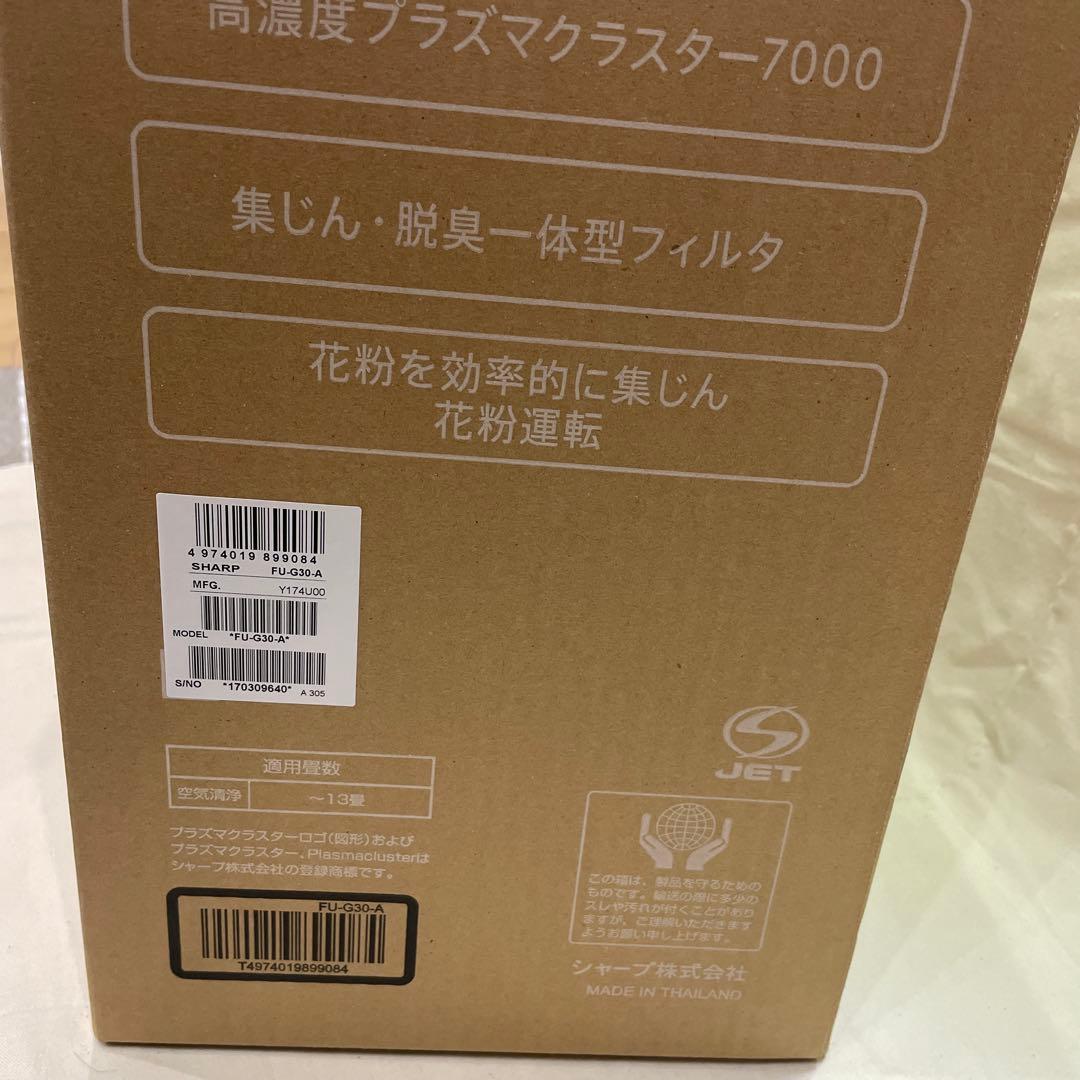 高濃度プラズマクラスター7000
集じん・脱臭一体型フィルタ
花粉を効率的に集じん
花粉運転
4 974019 899084
SHARP FU-G30-A
MFG. Y174U00
MODEL *FU-G30-A*
S/NO *170309640* A 305
適用畳数
空気清浄 ～13畳
プラズマクラスターロゴ(図形)および
プラズマクラスター、Plasmaclusterは
シャープ株式会社の登録商標です。
FU-G30-A
T4974019899084
S
JET
この箱は、製品を守るための
ものです。輸送の際に多少の
スレや汚れが付くことがあり
ますが、ご理解いただきます
ようお願い申し上げます。
シャープ株式会社
MADE IN THAILAND